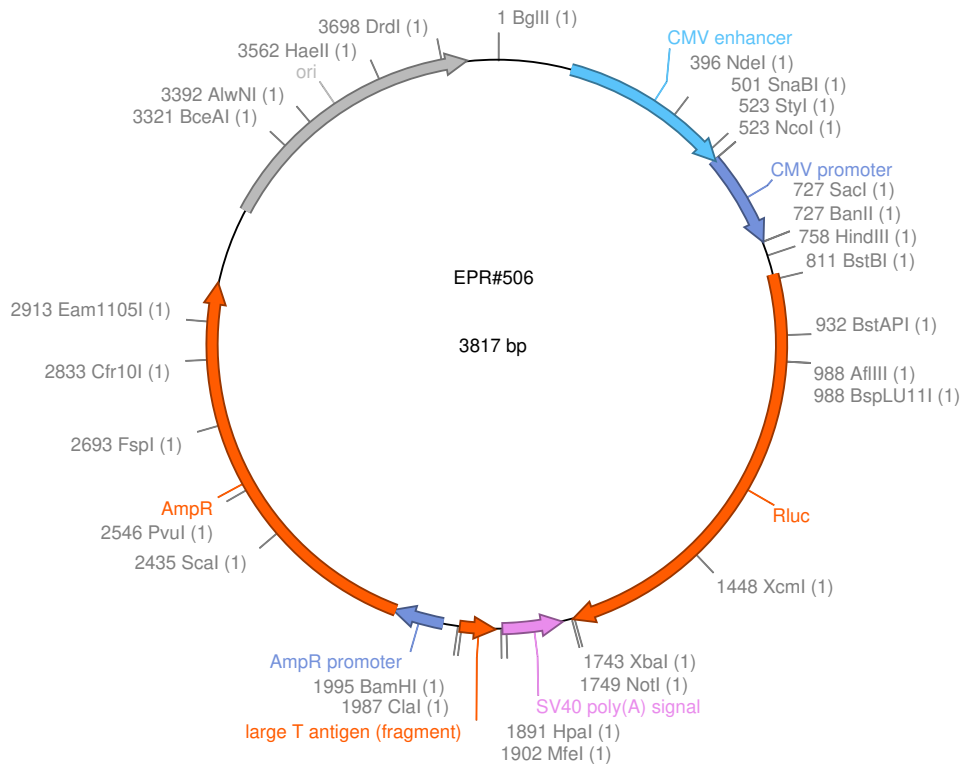 3698 DrdI (1)
1 BglII (1)
3562 HaeII (1)
ori
CMV enhancer
396 NdeI (1)
501 SnaBI (1)
523 StyI (1)
523 NcoI (1)
3392 AlwNI (1)
3321 BceAI (1)
CMV promoter
727 SacI (1)
727 BanII (1)
758 HindIII (1)
811 BstBI (1)
EPR#506
3817 bp
2913 Eam1105I (1)
932 BstAPI (1)
2833 Cfr10I (1)
988 AflIII (1)
988 BspLU11I (1)
2693 FspI (1)
AmpR
Rluc
2546 PvuI (1)
2435 ScaI (1)
1448 XcmI (1)
AmpR promoter
1743 XbaI (1)
1995 BamHI (1)
1749 NotI (1)
1987 ClaI (1)
SV40 poly(A) signal
large T antigen (fragment)
1891 HpaI (1)
1902 MfeI (1)